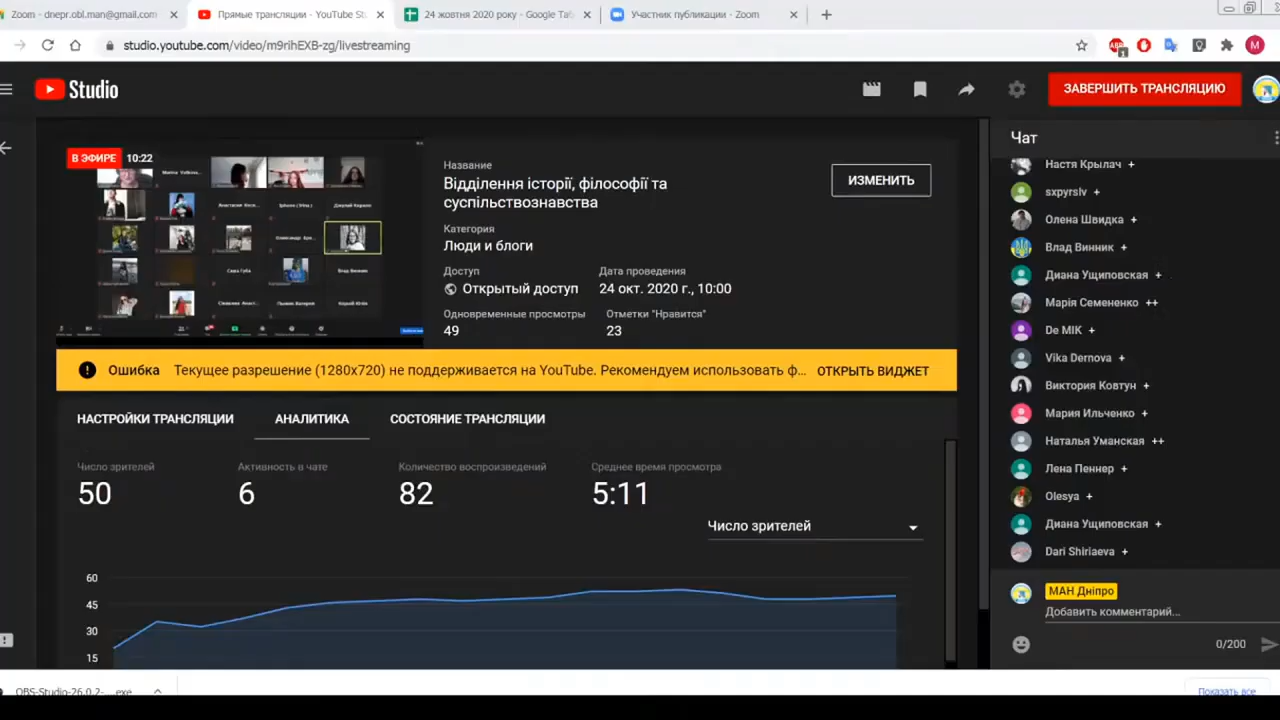 Zoom - dnepr.obl.man@gmail.com
Прямые трансляции - YouTube St
24 жовтня 2020 року - Google Tab
Участник публикации - Zoom
studio.youtube.com/video/m9rihEXB-zg/livestreaming
M
Studio
ЗАВЕРШИТЬ ТРАНСЛЯЦИЮ
В ЭФИРЕ 10:22
Название
Відділення історії, філософії та
суспільствознавства
ИЗМЕНИТЬ
Категория
Люди и блоги
Доступ
Открытый доступ
Дата проведения
24 окт. 2020 г., 10:00
Одновременные просмотры
49
Отметки "Нравится"
23
Ошибка Текущее разрешение (1280x720) не поддерживается на YouTube. Рекомендуем использовать ф... ОТКРЫТЬ ВИДЖЕТ
НАСТРОЙКИ ТРАНСЛЯЦИИ АНАЛИТИКА СОСТОЯНИЕ ТРАНСЛЯЦИИ
Число зрителей
50
Активность в чате
6
Количество воспроизведений
82
Среднее время просмотра
5:11
Число зрителей
60
45
30
15
Чат
Настя Крылач +
sxpyrslv +
Олена Швидка +
Влад Винник +
Диана Ущиповская +
Марія Семененко ++
De MIK +
Vika Dernova +
Виктория Ковтун +
Мария Ильченко +
Наталья Уманская ++
Лена Пеннер +
Olesya +
Диана Ущиповская +
Dari Shiriaeva +
МАН Дніпро
Добавить комментарий...
0/200
OBS-Studio-26.0.2-....exe
Показать все